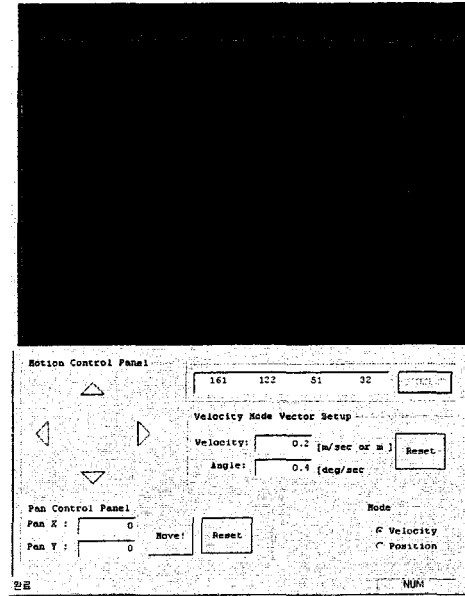 Motion Control Panel
161 122 51 32
Velocity Mode Vector Setup
Velocity: 0.2 [m/sec or m ]
Reset
Angle: 0.4 [deg/sec
Pan Control Panel
Pan X : 0
Move!
Reset
Pan Y : 0
Mode
Velocity
Position
완료
NUM